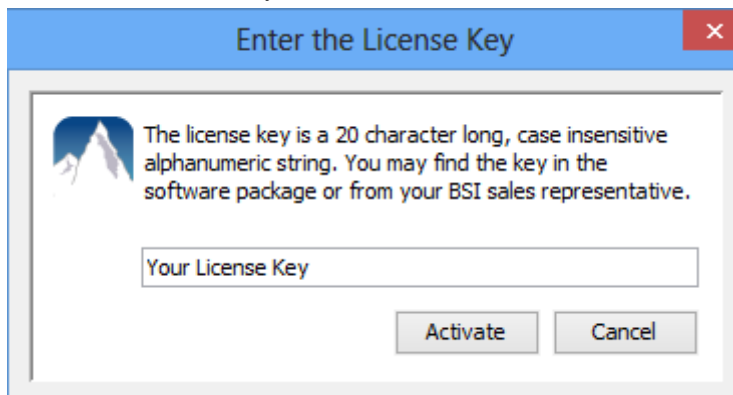 Enter the License Key
The license key is a 20 character long, case insensitive
alphanumeric string. You may find the key in the
software package or from your BSI sales representative.
Your License Key
Activate Cancel